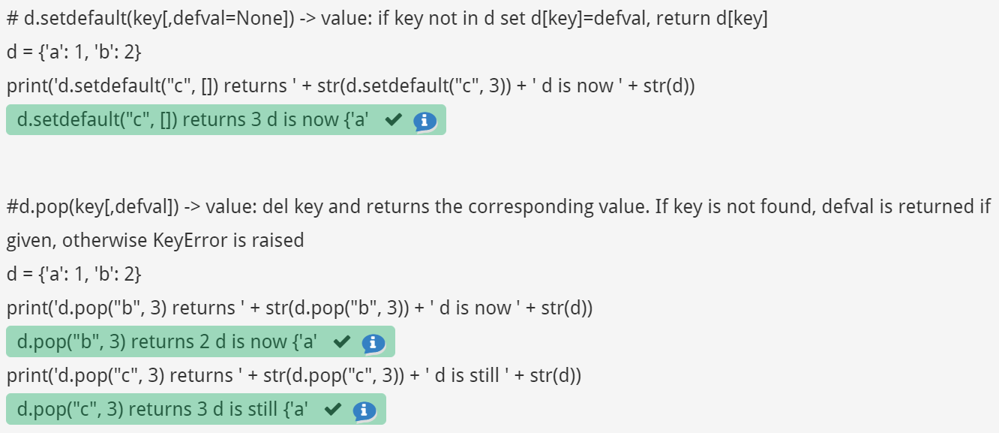 # d.setdefault(key[,defval=None]) -> value: if key not in d set d[key]=defval, return d[key]
d = {'a': 1, 'b': 2}
print('d.setdefault("c", []) returns ' + str(d.setdefault("c", 3)) + ' d is now ' + str(d))
d.setdefault("c", []) returns 3 d is now {'a'
#d.pop(key[,defval]) -> value: del key and returns the corresponding value. If key is not found, defval is returned if
given, otherwise KeyError is raised
d = {'a': 1, 'b': 2}
print('d.pop("b", 3) returns ' + str(d.pop("b", 3)) + ' d is now ' + str(d))
d.pop("b", 3) returns 2 d is now {'a'
print('d.pop("c", 3) returns ' + str(d.pop("c", 3)) + ' d is still ' + str(d))
d.pop("c", 3) returns 3 d is still {'a'